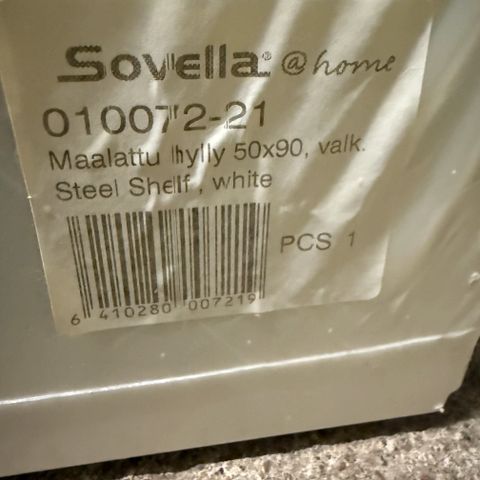 Sovella® @home
010072-21
Maalattu hylly 50x90, valk.
Steel Shelf , white
PCS 1
6 410280 007219